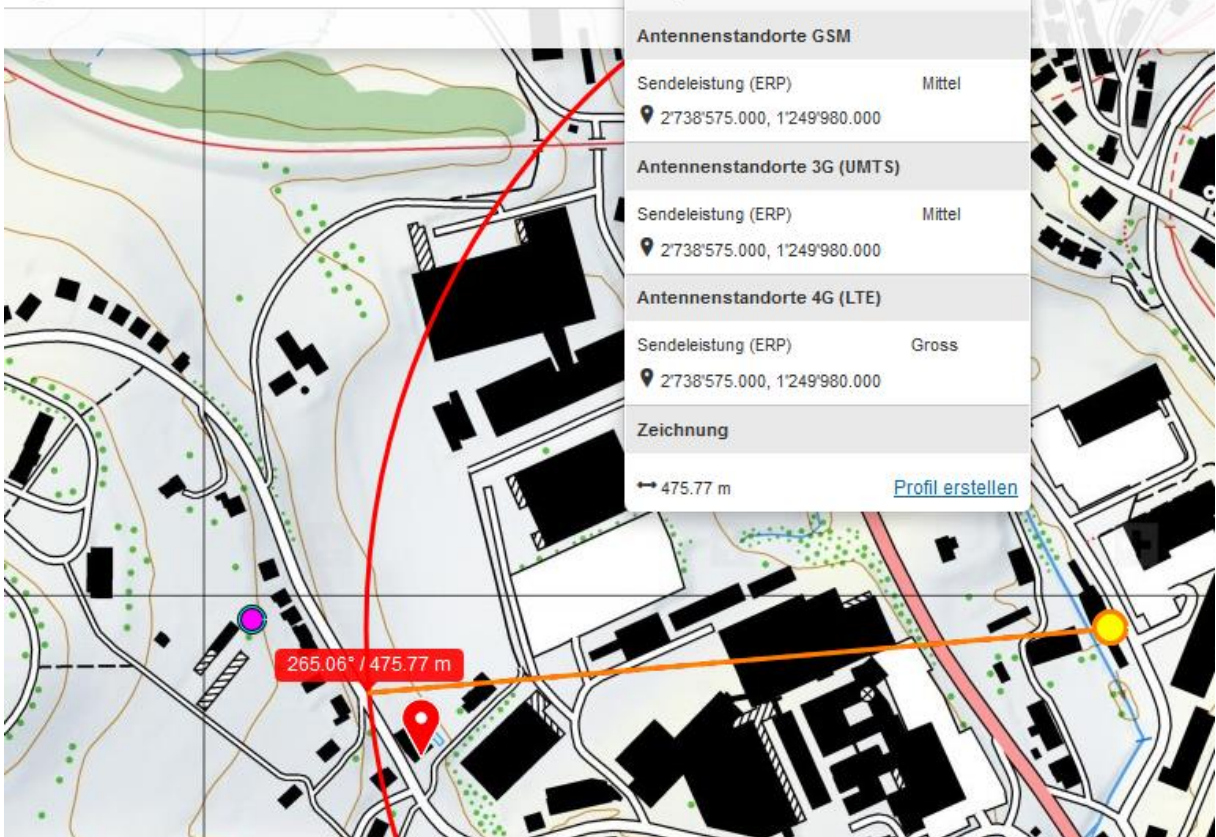 Antennenstandorte GSM
Sendeleistung (ERP) Mittel
2'738'575.000, 1'249'980.000
Antennenstandorte 3G (UMTS)
Sendeleistung (ERP) Mittel
2'738'575.000, 1'249'980.000
Antennenstandorte 4G (LTE)
Sendeleistung (ERP) Gross
2'738'575.000, 1'249'980.000
Zeichnung
475.77 m Profil erstellen
265.06° / 475.77 m